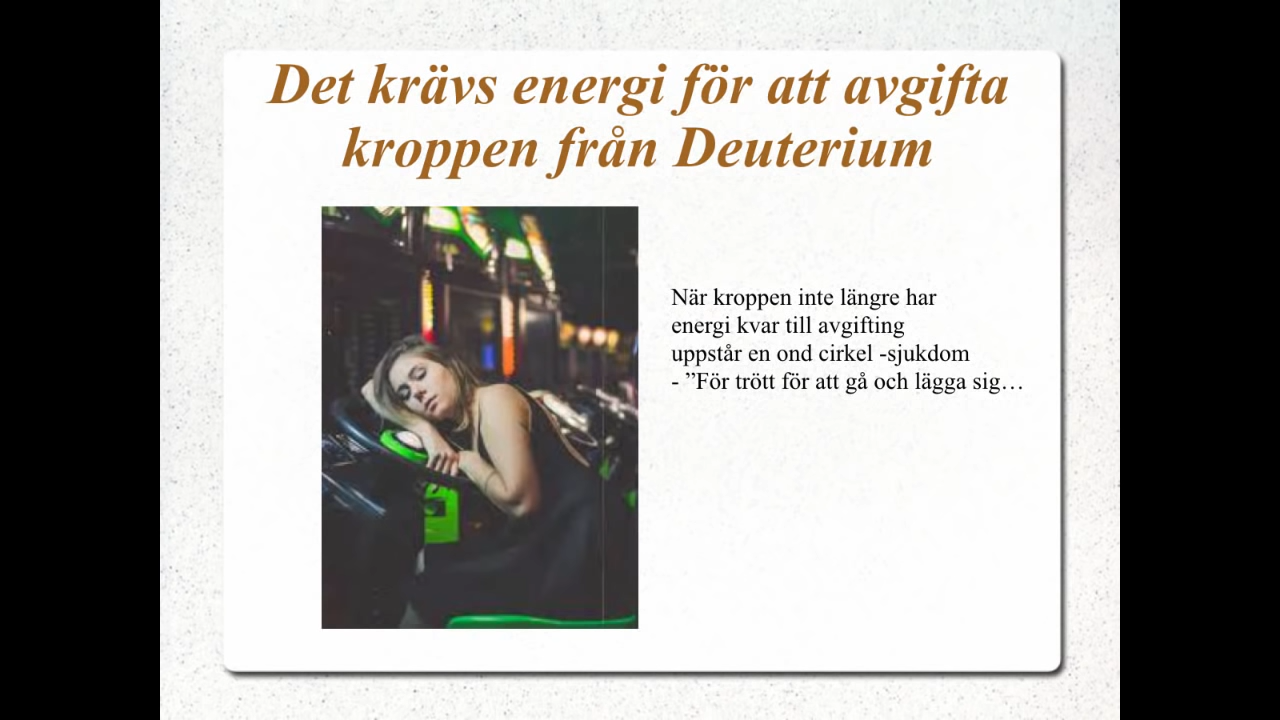 Det krävs energi för att avgifta
kroppen från Deuterium
När kroppen inte längre har
energi kvar till avgifting
uppstår en ond cirkel -sjukdom
- ”För trött för att gå och lägga sig…